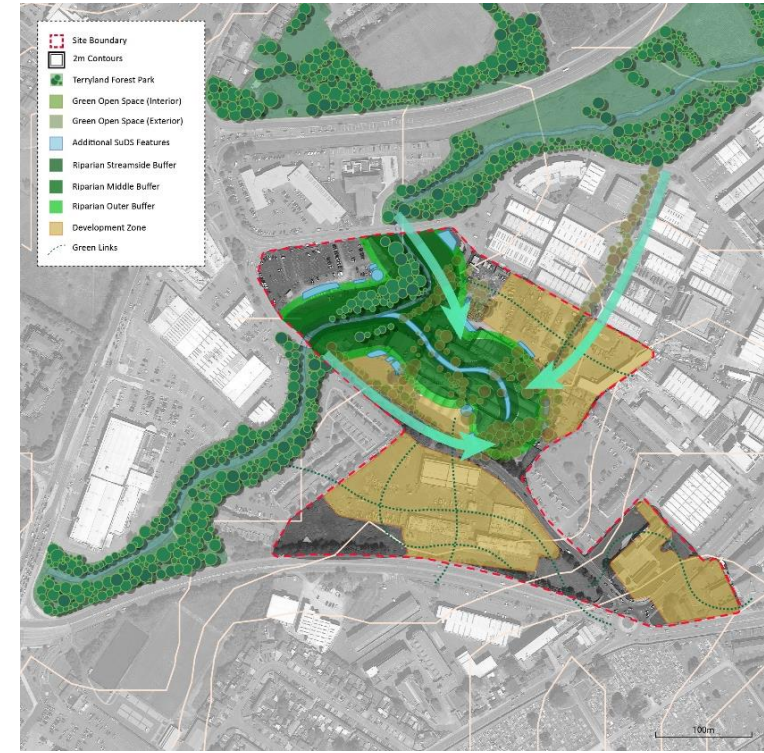 Site Boundary
2m Contours
Terryland Forest Park
Green Open Space (Interior)
Green Open Space (Exterior)
Additional SuDS Features
Riparian Streamside Buffer
Riparian Middle Buffer
Riparian Outer Buffer
Development Zone
Green Links
100m